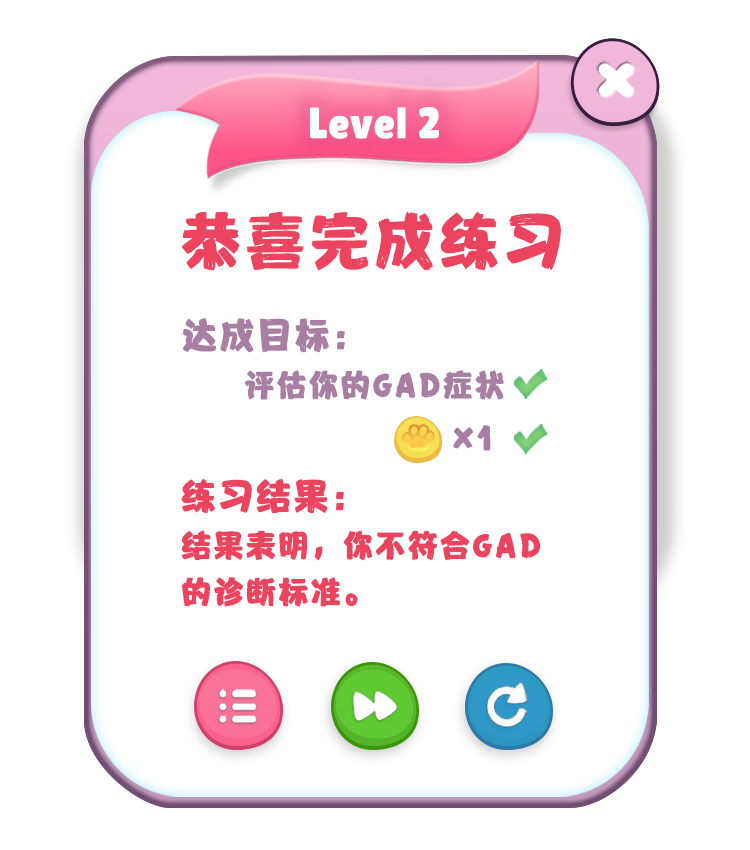 Level 2
恭喜完成练习
达成目标：
评估你的GAD症状
×1
练习结果：
结果表明，你不符合GAD
的诊断标准。